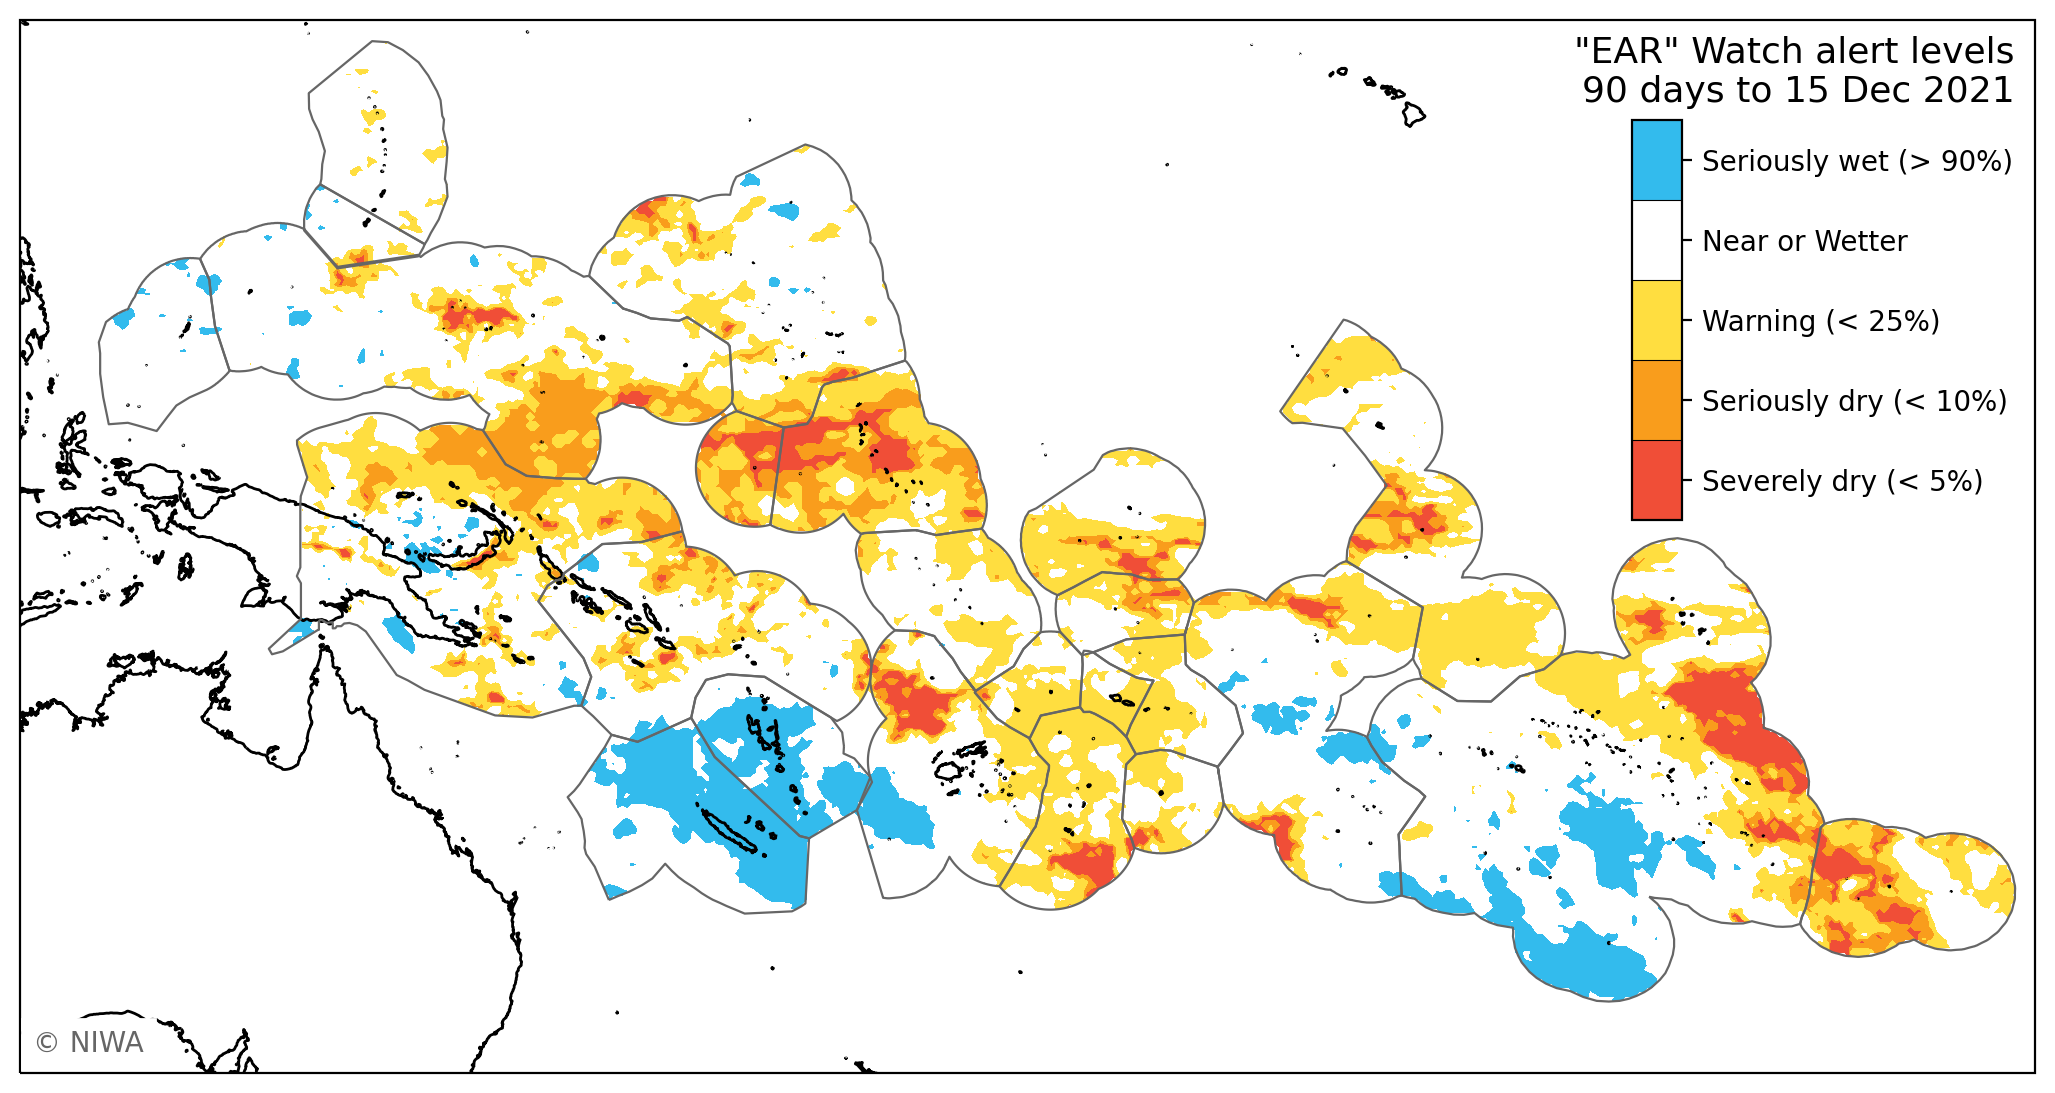 "EAR" Watch alert levels
90 days to 15 Dec 2021
Seriously wet (> 90%)
Near or Wetter
Warning (< 25%)
Seriously dry (< 10%)
Severely dry (< 5%)
© NIWA